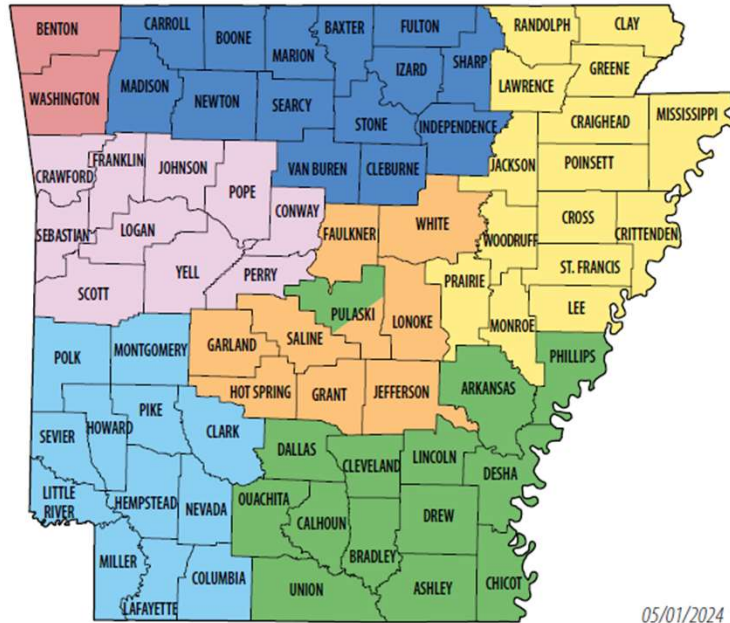 BENTON
CARROLL
BOONE
MARION
BAXTER
FULTON
RANDOLPH
CLAY
IZARD
SHARP
GREENE
LAWRENCE
WASHINGTON
MADISON
NEWTON
SEARCY
STONE
INDEPENDENCE
CRAIGHEAD
MISSISSIPPI
CRAWFORD
FRANKLIN
JOHNSON
POPE
VAN BUREN
CLEBURNE
JACKSON
POINSETT
SEBASTIAN
LOGAN
CONWAY
FAULKNER
WHITE
WOODRUFF
CROSS
CRITTENDEN
SCOTT
YELL
PERRY
PULASKI
LONOKE
PRAIRIE
MONROE
ST. FRANCIS
LEE
POLK
MONTGOMERY
GARLAND
SALINE
PHILLIPS
HOT SPRING
GRANT
JEFFERSON
ARKANSAS
SEVIER
HOWARD
PIKE
CLARK
DALLAS
CLEVELAND
LINCOLN
DESHA
LITTLE
RIVER
HEMPSTEAD
NEVADA
OUACHITA
CALHOUN
BRADLEY
DREW
MILLER
LAFAYETTE
COLUMBIA
UNION
ASHLEY
CHICOT
05/01/2024